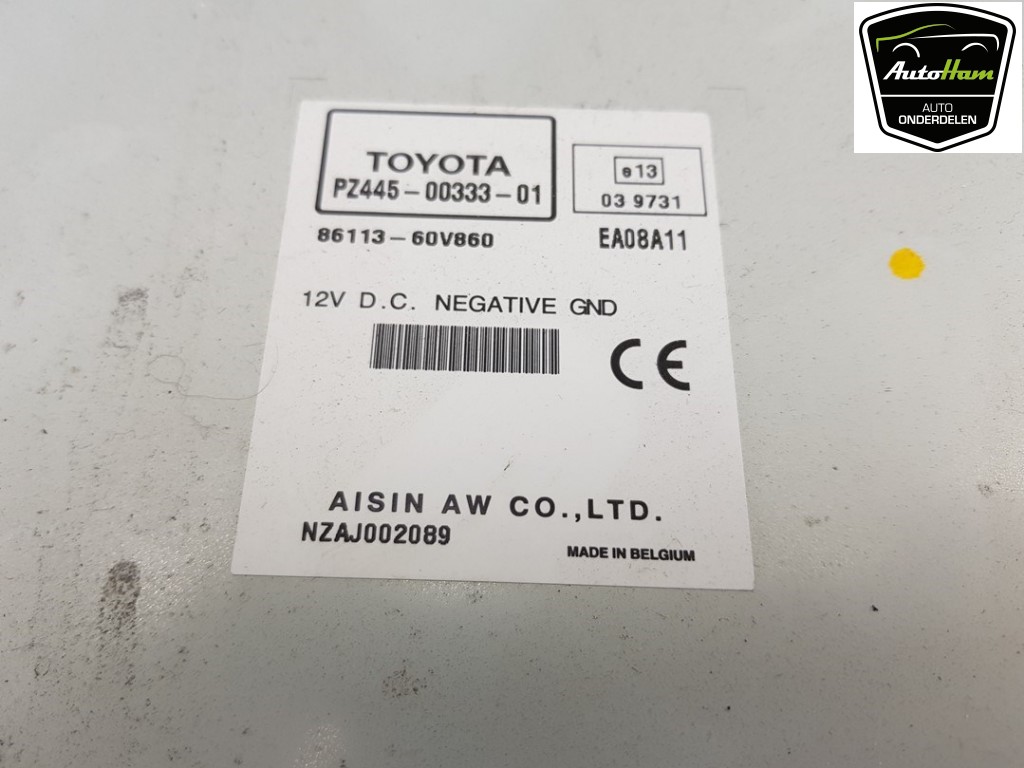 AutoHam
AUTO
ONDERDELEN
TOYOTA
PZ445-00333-01
e13
03 9731
86113-60V860
EA08A11
12V D.C. NEGATIVE GND
CE
AISIN AW CO.,LTD.
NZAJ002089
MADE IN BELGIUM